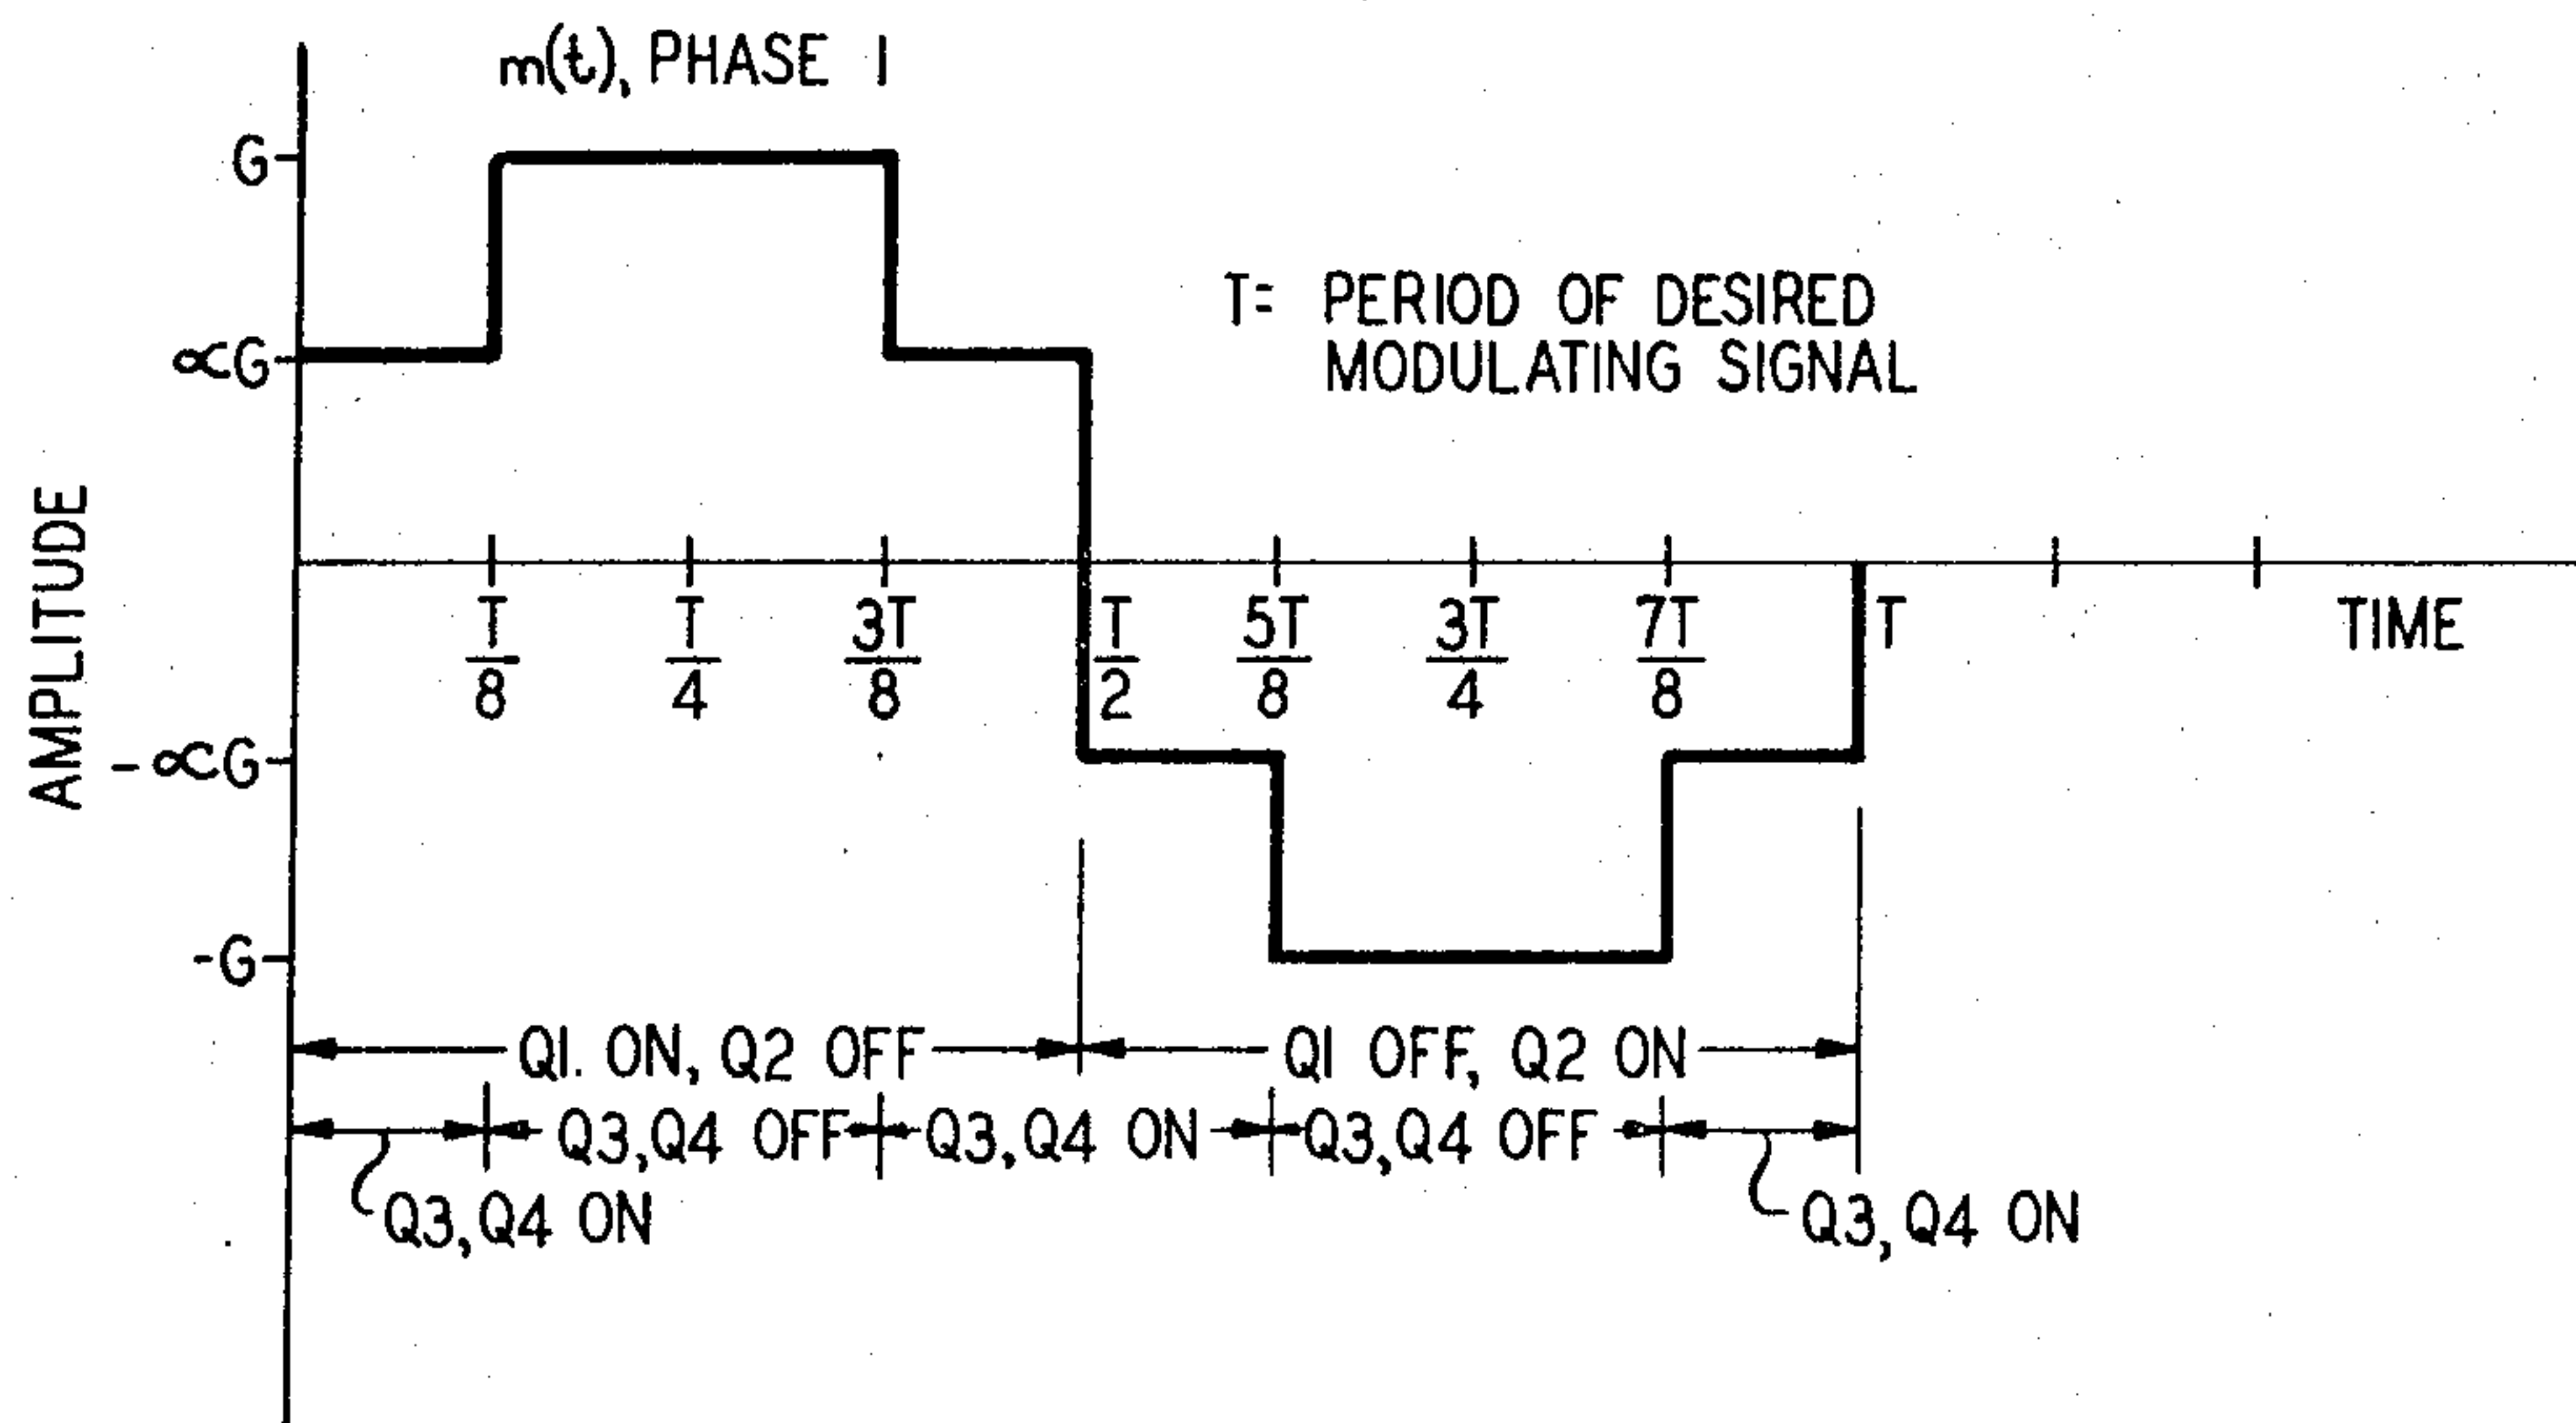 m(t), PHASE 1
G
∝G
T= PERIOD OF DESIRED
MODULATING SIGNAL
AMPLITUDE
T/8
T/4
3T/8
T/2
5T/8
3T/4
7T/8
T
TIME
-∝G
-G
Q1. ON, Q2 OFF
Q1 OFF, Q2 ON
Q3,Q4 OFF
Q3,Q4 ON
Q3,Q4 OFF
Q3,Q4 ON
Q3,Q4 ON